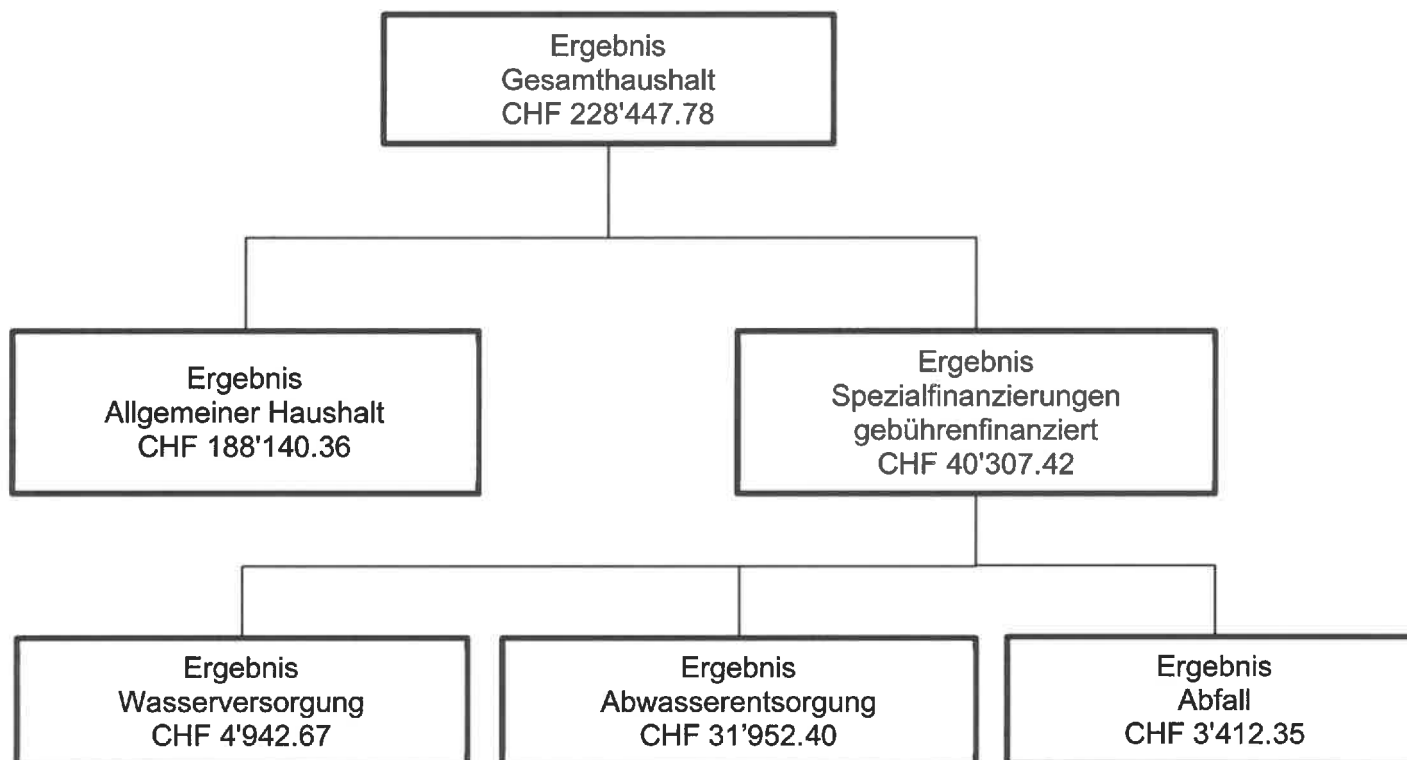 Ergebnis
Gesamthaushalt
CHF 228'447.78
Ergebnis
Allgemeiner Haushalt
CHF 188'140.36
Ergebnis
Spezialfinanzierungen
gebührenfinanziert
CHF 40'307.42
Ergebnis
Wasserversorgung
CHF 4'942.67
Ergebnis
Abwasserentsorgung
CHF 31’952.40
Ergebnis
Abfall
CHF 3'412.35